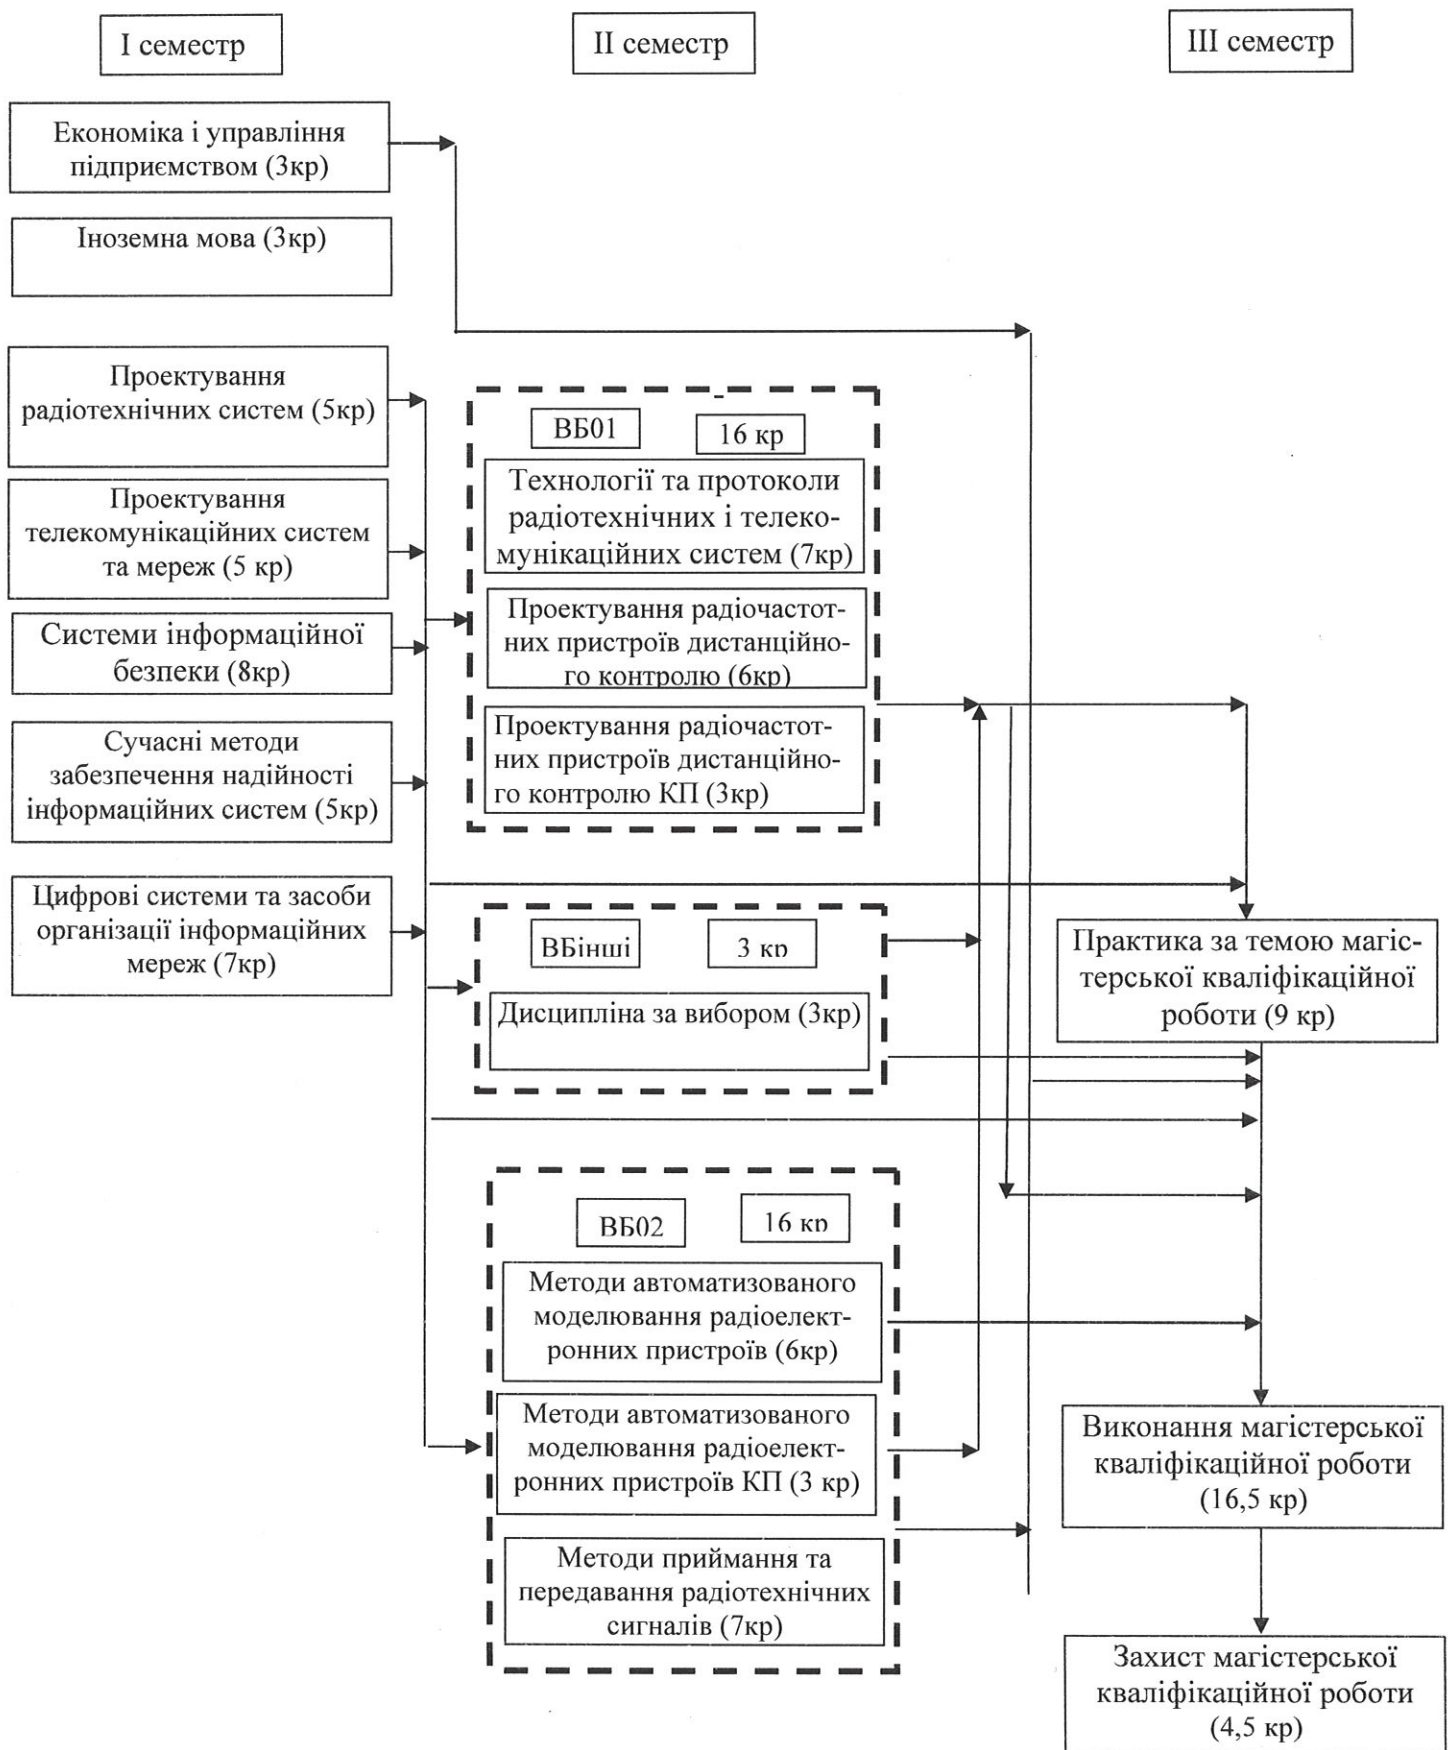 І семестр
ІІ семестр
ІІІ семестр
Економіка і управління
підприємством (3кр)
Іноземна мова (3кр)
Проектування
радіотехнічних систем (5кр)
Проектування
телекомунікаційних систем
та мереж (5 кр)
Системи інформаційної
безпеки (8кр)
Сучасні методи
забезпечення надійності
інформаційних систем (5кр)
Цифрові системи та засоби
організації інформаційних
мереж (7кр)
ВБ01
16 кр
Технології та протоколи
радіотехнічних і телеко-
мунікаційних систем (7кр)
Проектування радіочастот-
них пристроїв дистанційно-
го контролю (6кр)
Проектування радіочастот-
них пристроїв дистанційно-
го контролю КП (3кр)
ВБінші
3 кр
Дисципліна за вибором (3кр)
ВБ02
16 кр
Методи автоматизованого
моделювання радіоелект-
ронних пристроїв (6кр)
Методи автоматизованого
моделювання радіоелект-
ронних пристроїв КП (3 кр)
Методи приймання та
передавання радіотехнічних
сигналів (7кр)
Практика за темою магіс-
терської кваліфікаційної
роботи (9 кр)
Виконання магістерської
кваліфікаційної роботи
(16,5 кр)
Захист магістерської
кваліфікаційної роботи
(4,5 кр)